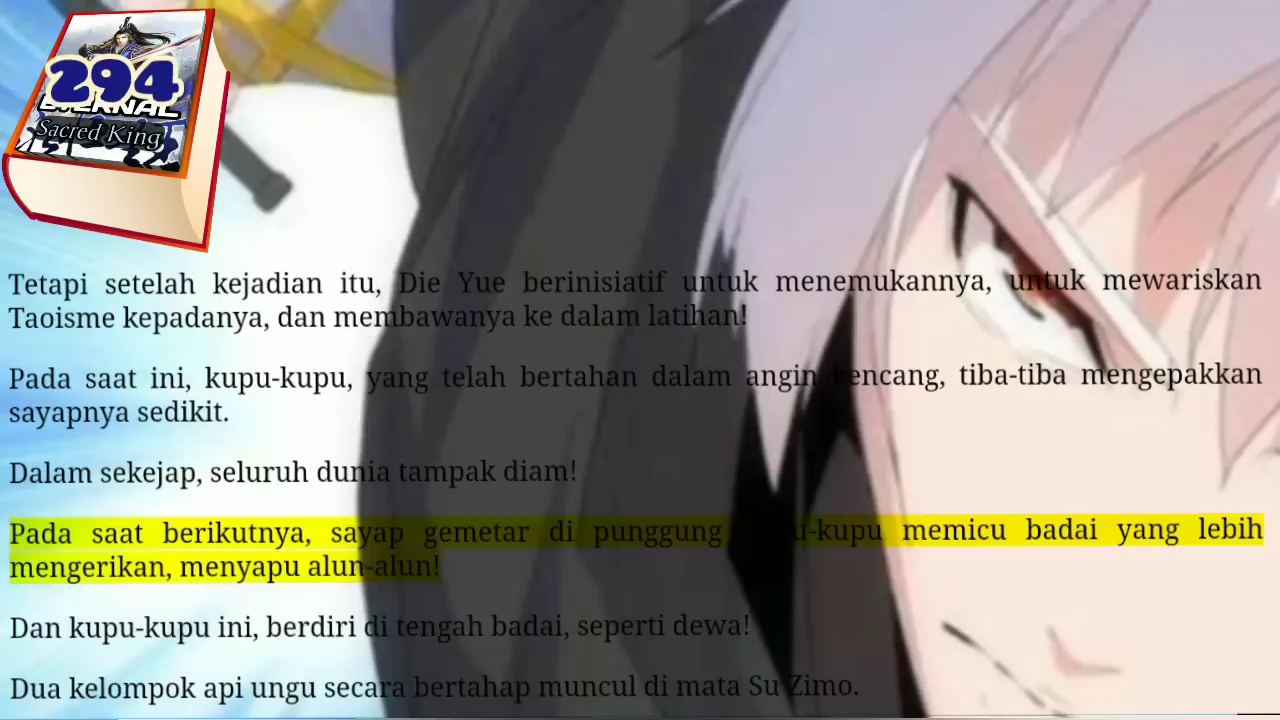 294
ETERNAL
Sacred King
Tetapi setelah kejadian itu, Die Yue berinisiatif untuk menemukannya, untuk mewariskan
Taoisme kepadanya, dan membawanya ke dalam latihan!
Pada saat ini, kupu-kupu, yang telah bertahan dalam angin kencang, tiba-tiba mengepakkan
sayapnya sedikit.
Dalam sekejap, seluruh dunia tampak diam!
Pada saat berikutnya, sayap gemetar di punggung kupu-kupu memicu badai yang lebih
mengerikan, menyapu alun-alun!
Dan kupu-kupu ini, berdiri di tengah badai, seperti dewa!
Dua kelompok api ungu secara bertahap muncul di mata Su Zimo.